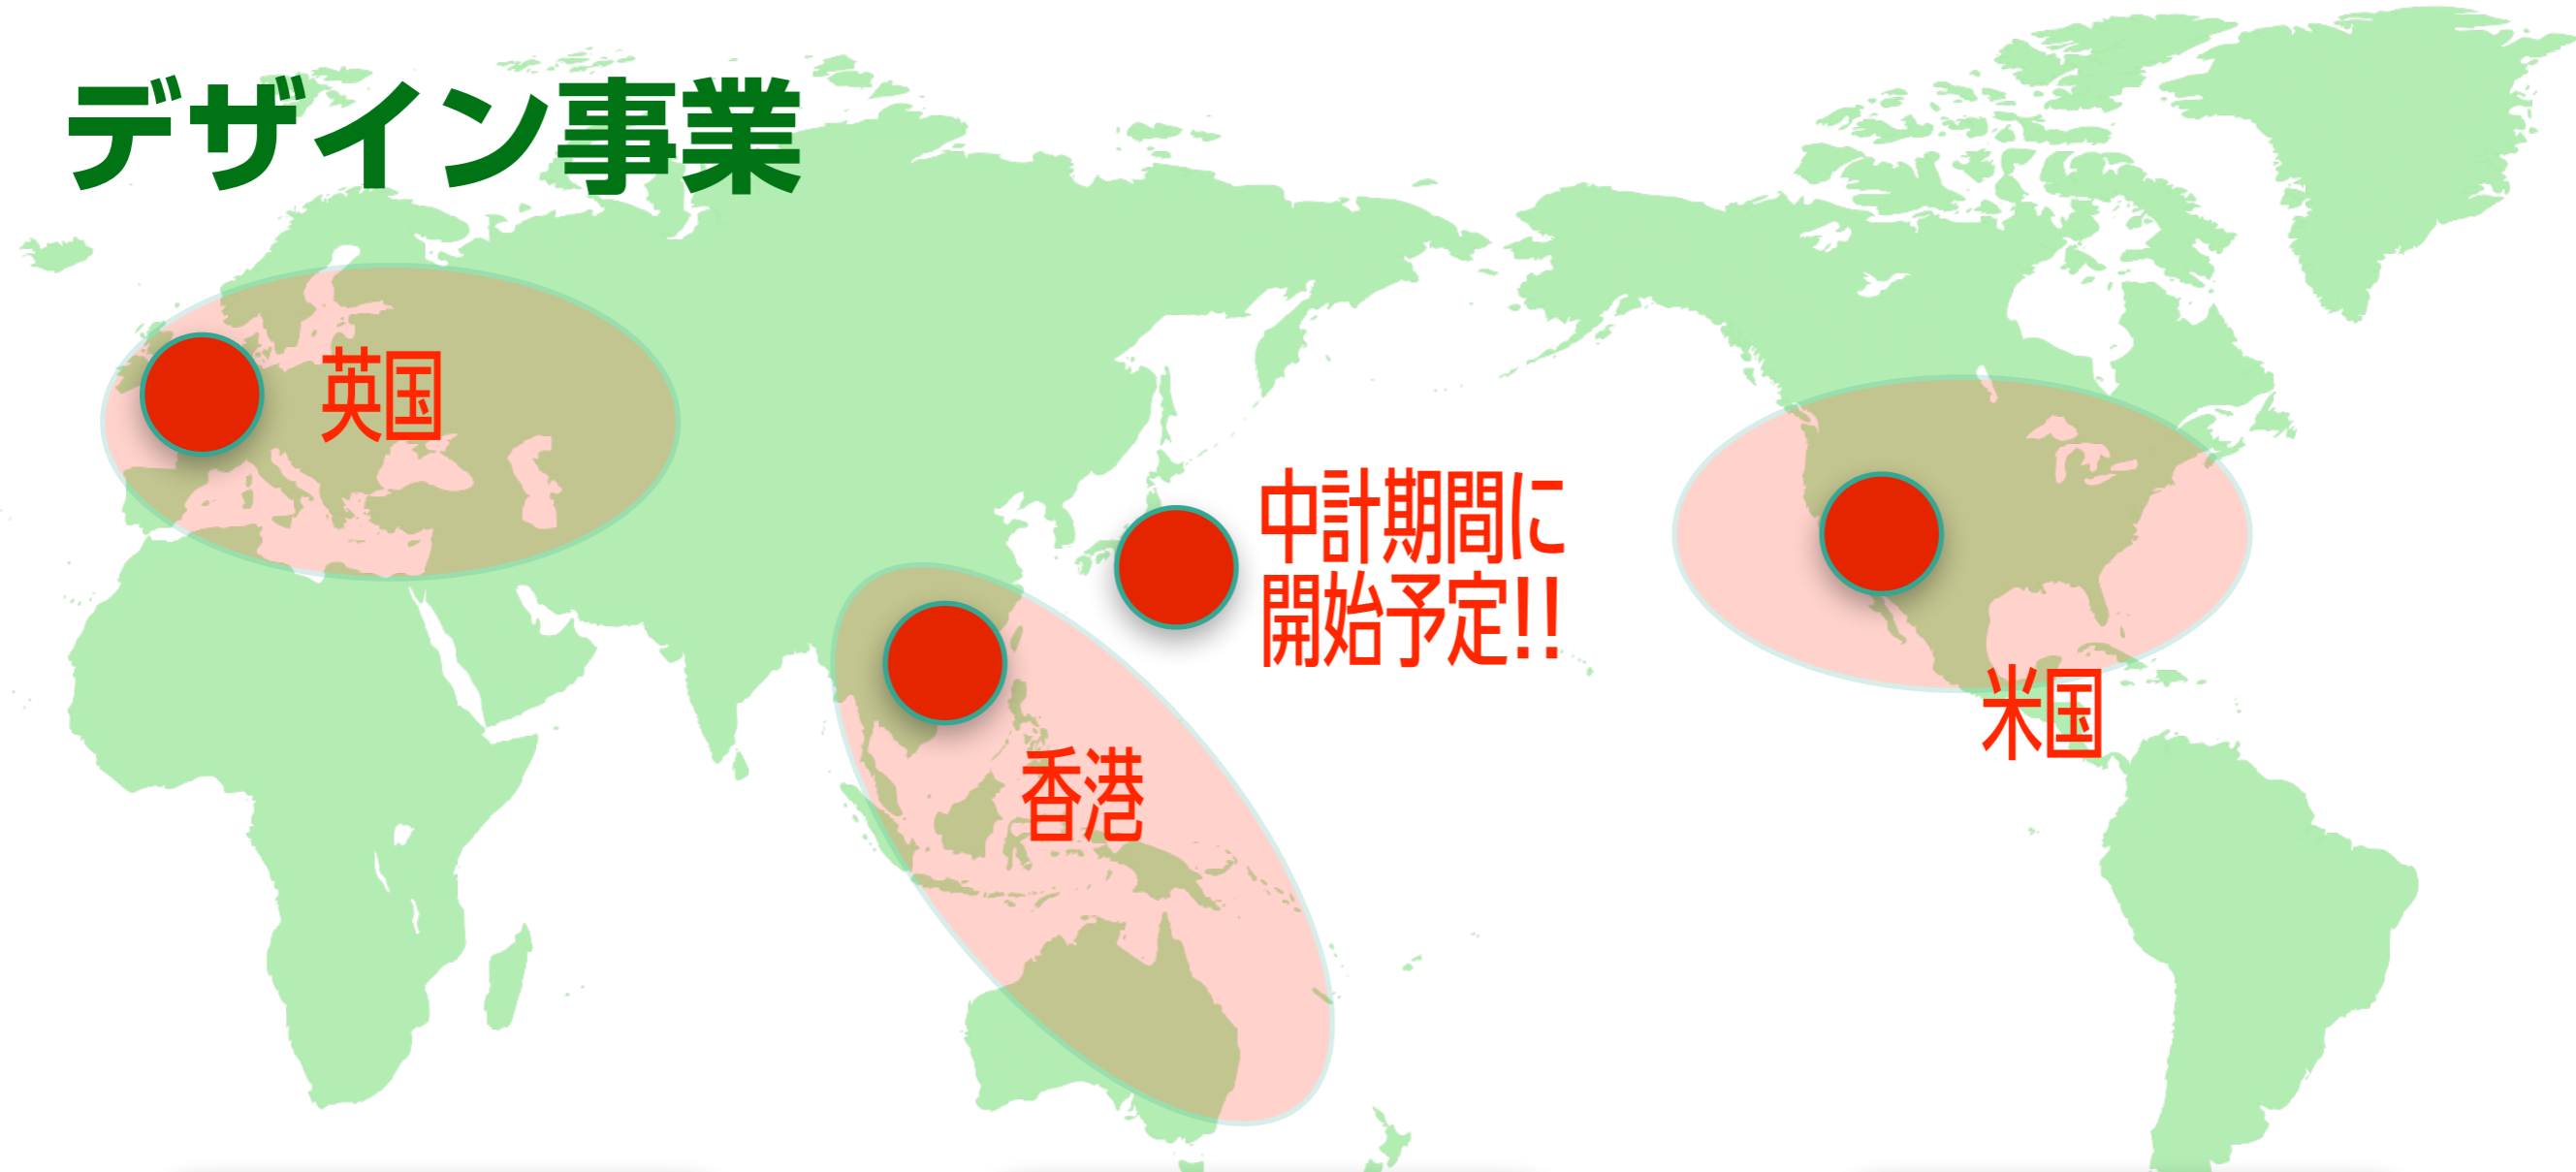 デザイン事業
英国
中計期間に
開始予定!!
香港
米国